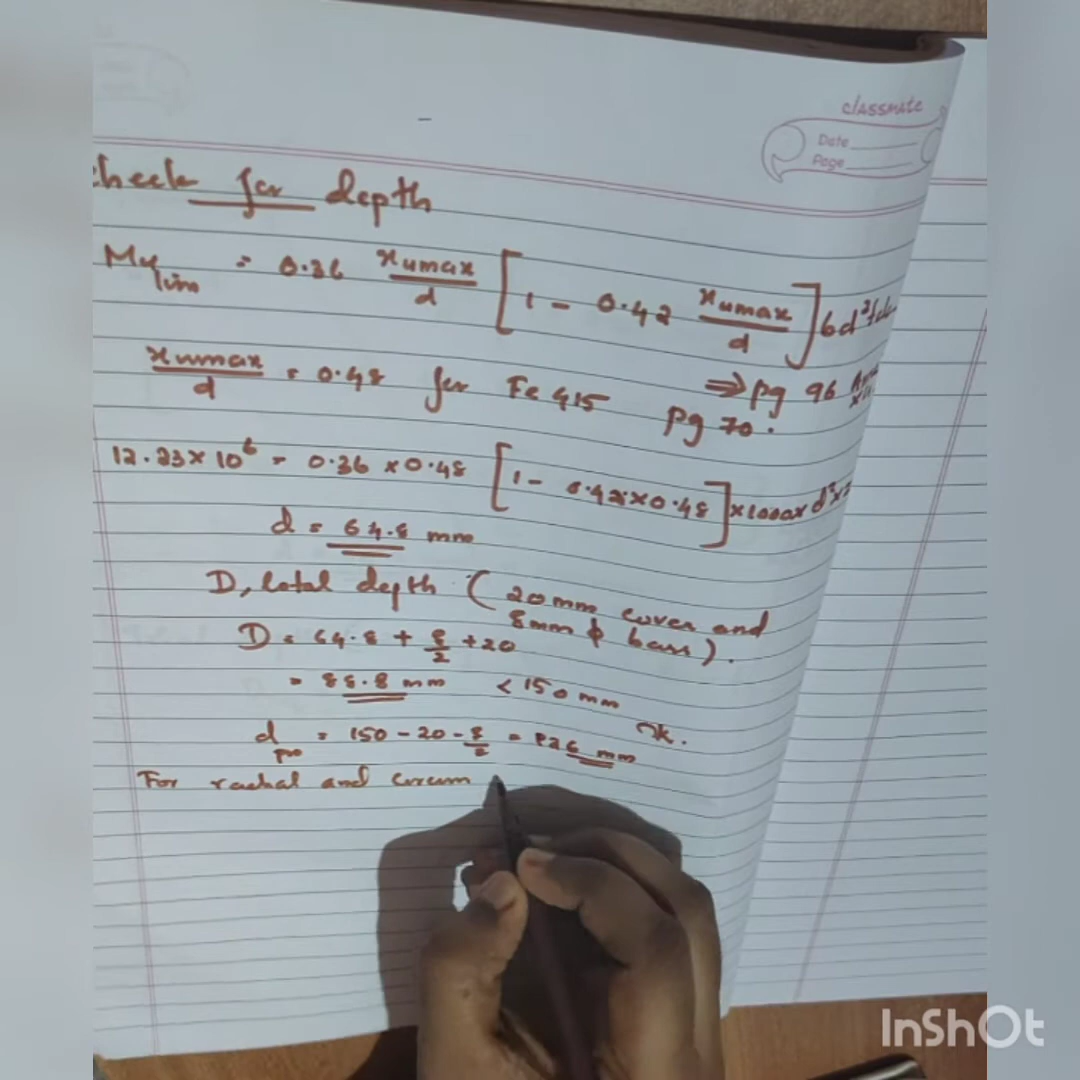 classmate
Date
Page
check for depth
Mu lim = 0.36 xumax/d [1 - 0.42 xumax/d] bd² fck
xumax/d = 0.48 for Fe 415 ⇒ pg 96
Pg 70.
12.23 × 10⁶ = 0.36 × 0.48 [1 - 0.42 × 0.48] × 1000 × d² ×
d = 64.8 mm
D, total depth (20mm cover and
8mm ϕ bars).
D = 64.8 + 8/2 + 20
= 88.8 mm < 150 mm
Ok.
d pro = 150 - 20 - 8/2 = 126 mm
For radial and circum
InShOt